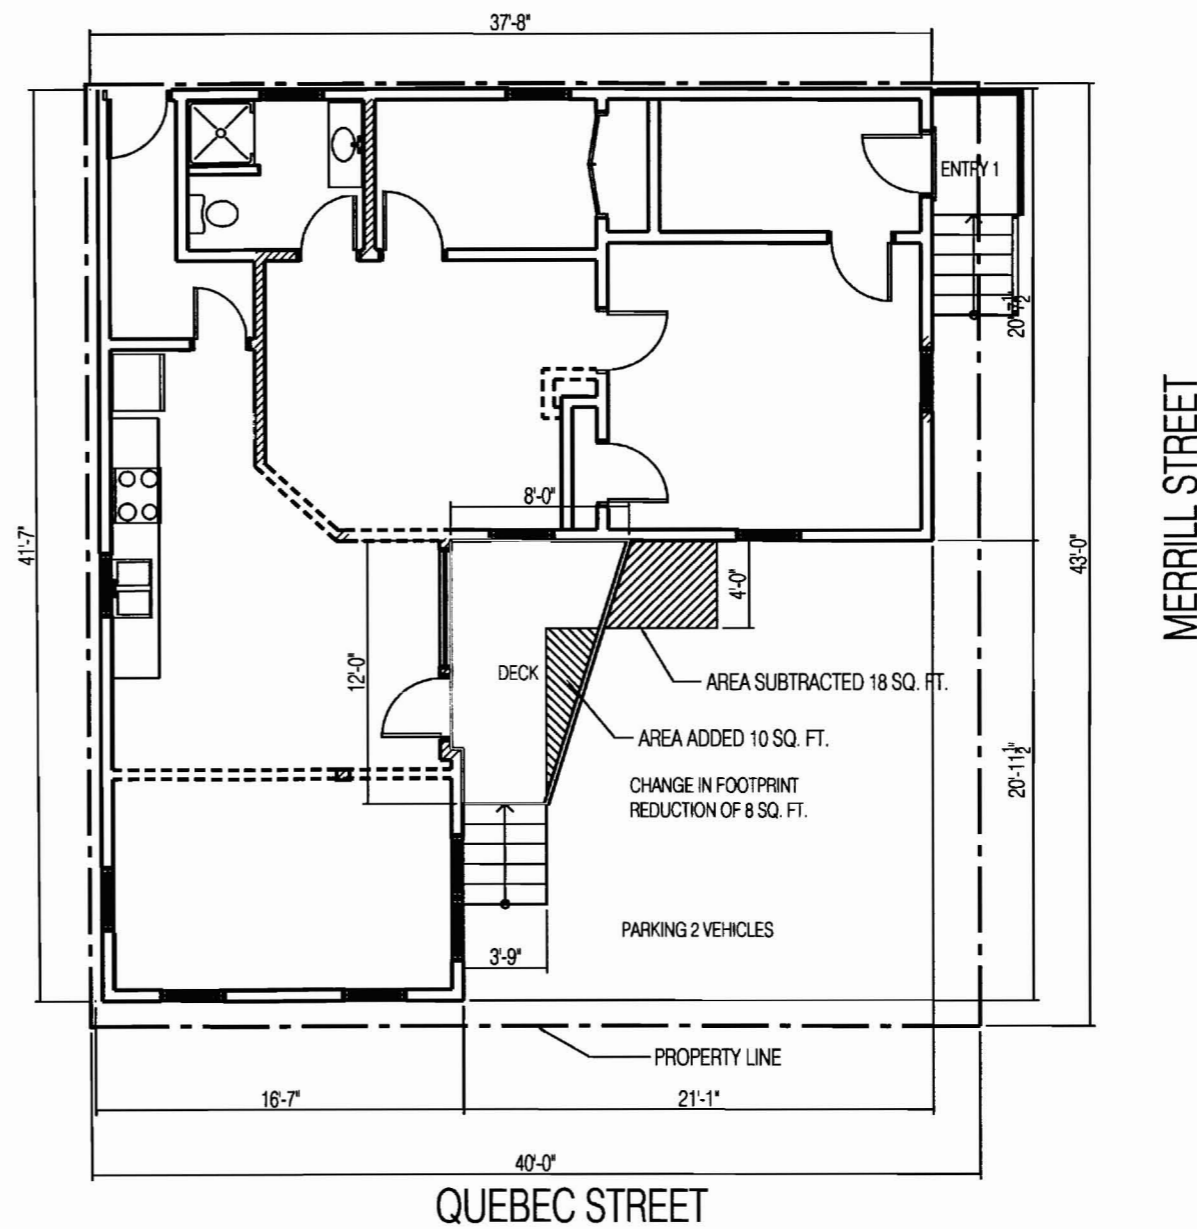 37'-8"
ENTRY 1
20'-7 1/2"
MERRILL STREET
8'-0"
41'-7"
43'-0"
4'-0"
12'-0"
DECK
AREA SUBTRACTED 18 SQ. FT.
AREA ADDED 10 SQ. FT.
20'-11 1/2"
CHANGE IN FOOTPRINT
REDUCTION OF 8 SQ. FT.
PARKING 2 VEHICLES
3'-9"
PROPERTY LINE
16'-7"
21'-1"
40'-0"
QUEBEC STREET